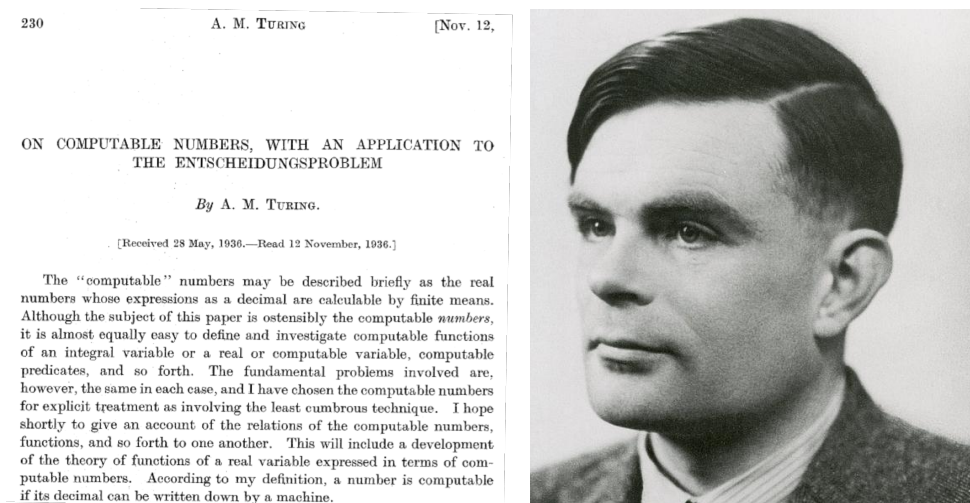 230 A. M. TURING [Nov. 12,
ON COMPUTABLE NUMBERS, WITH AN APPLICATION TO
THE ENTSCHEIDUNGSPROBLEM
By A. M. TURING.
[Received 28 May, 1936.—Read 12 November, 1936.]
The "computable" numbers may be described briefly as the real
numbers whose expressions as a decimal are calculable by finite means.
Although the subject of this paper is ostensibly the computable numbers,
it is almost equally easy to define and investigate computable functions
of an integral variable or a real or computable variable, computable
predicates, and so forth. The fundamental problems involved are,
however, the same in each case, and I have chosen the computable numbers
for explicit treatment as involving the least cumbrous technique. I hope
shortly to give an account of the relations of the computable numbers,
functions, and so forth to one another. This will include a development
of the theory of functions of a real variable expressed in terms of com-
putable numbers. According to my definition, a number is computable
if its decimal can be written down by a machine.